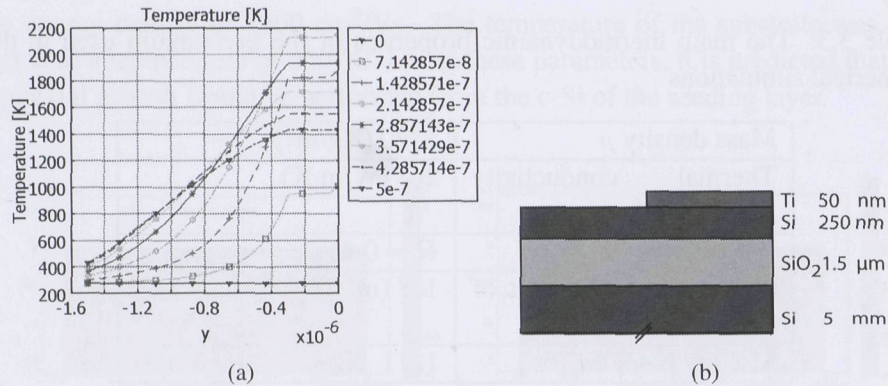 Temperature [K]
2200
2000
1800
1600
1400
1200
1000
800
600
400
200
Temperature [K]
-1.6
-1.2
-0.8
-0.4
0
y
x10^-6
0
7.142857e-8
1.428571e-7
2.142857e-7
2.857143e-7
3.571429e-7
4.285714e-7
5e-7
(a)
Ti 50 nm
Si 250 nm
SiO2 1.5 µm
Si 5 mm
(b)